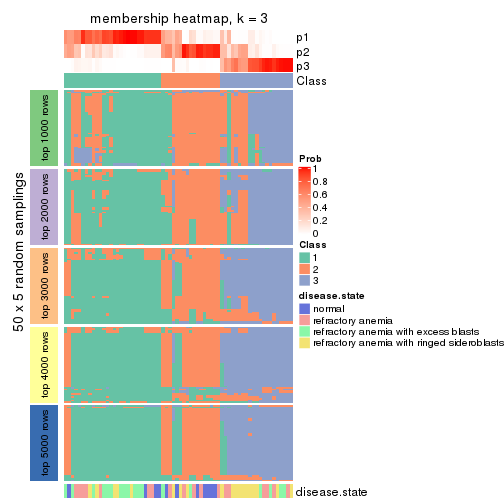 membership heatmap, k = 3
p1
p2
p3
Class
50 x 5 random samplings
top 1000 rows
top 2000 rows
top 3000 rows
top 4000 rows
top 5000 rows
disease.state
Prob
1
0.8
0.6
0.4
0.2
0
Class
1
2
3
disease.state
normal
refractory anemia
refractory anemia with excess blasts
refractory anemia with ringed sideroblasts